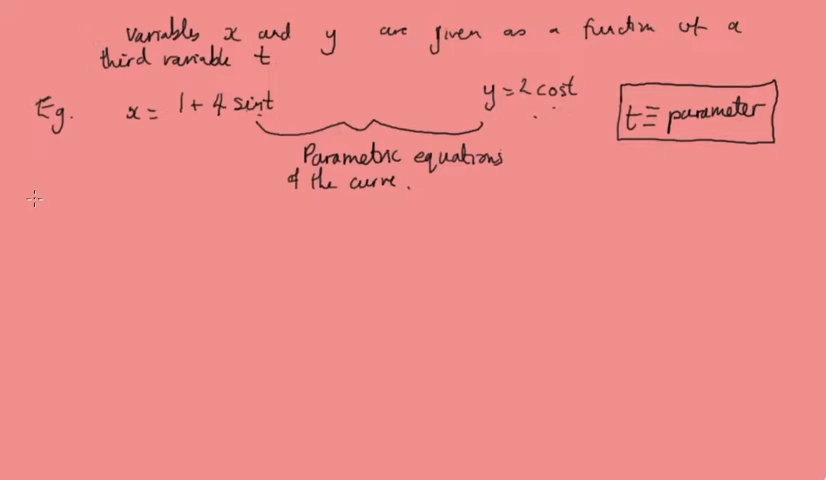 variables x and y are given as a function of a
third variable t
Eg. x = 1 + 4 sint y = 2 cost t ≡ parameter
Parametric equations
of the curve.